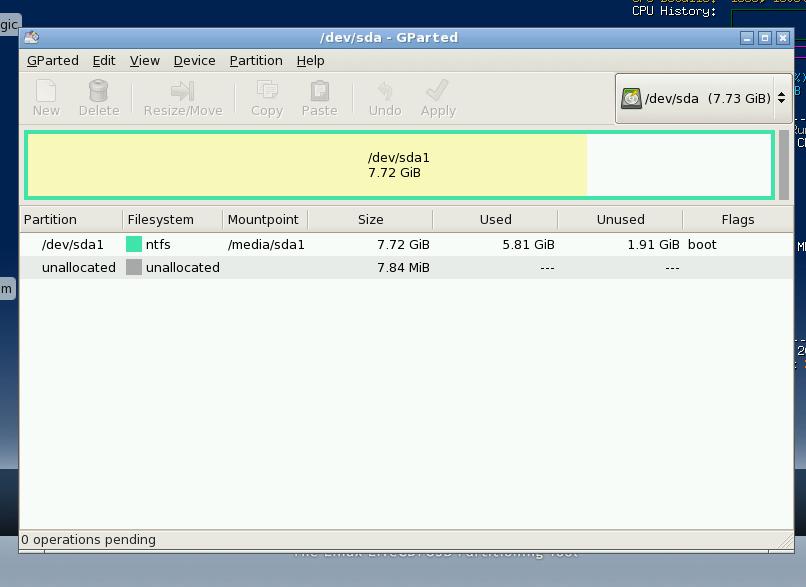 CPU History:
gic
/dev/sda - GParted
GParted Edit View Device Partition Help
New Delete Resize/Move Copy Paste Undo Apply
/dev/sda (7.73 GiB)
/dev/sda1
7.72 GiB
Partition Filesystem Mountpoint Size Used Unused Flags
/dev/sda1 ntfs /media/sda1 7.72 GiB 5.81 GiB 1.91 GiB boot
unallocated unallocated 7.84 MiB --- ---
m
0 operations pending